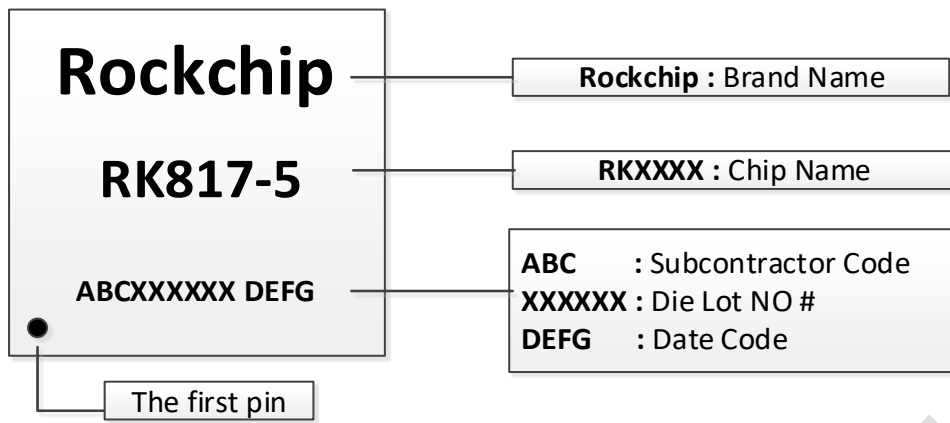 Rockchip
RK817-5
ABCXXXXXX DEFG
The first pin
Rockchip : Brand Name
RKXXXX : Chip Name
ABC : Subcontractor Code
XXXXXX : Die Lot NO #
DEFG : Date Code